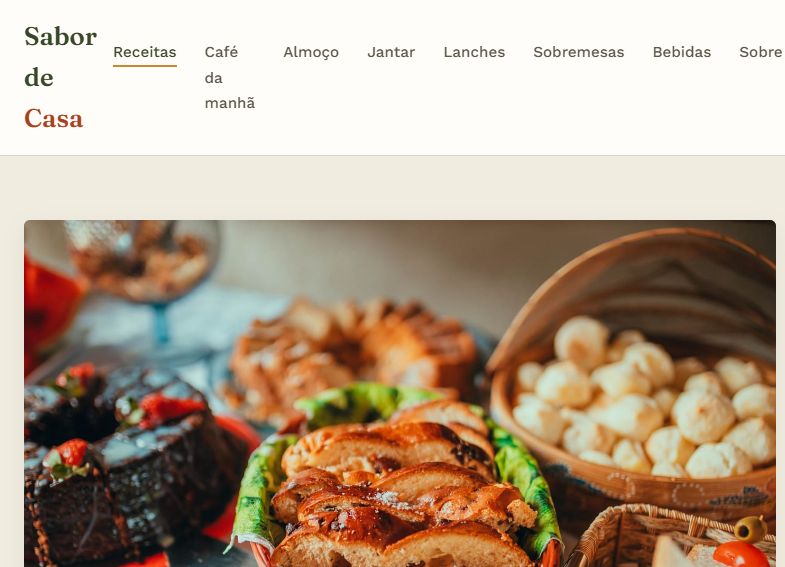 Sabor
de
Casa
Receitas
Café
da
manhã
Almoço
Jantar
Lanches
Sobremesas
Bebidas
Sobre